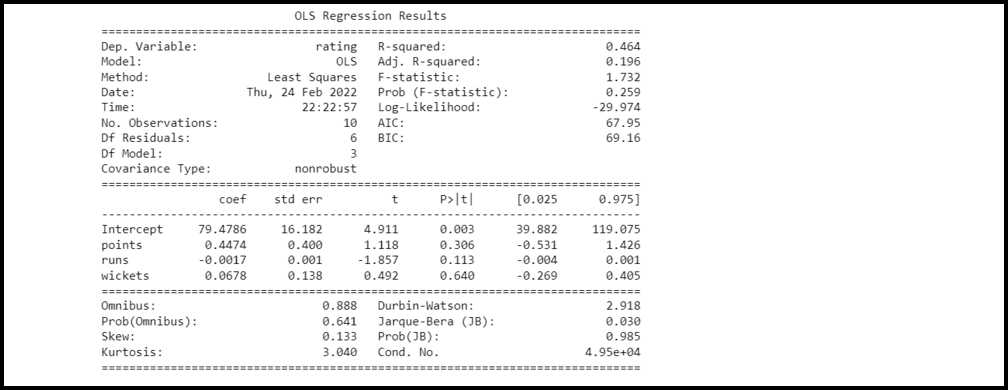 OLS Regression Results
==============================================================================
Dep. Variable: rating R-squared: 0.464
Model: OLS Adj. R-squared: 0.196
Method: Least Squares F-statistic: 1.732
Date: Thu, 24 Feb 2022 Prob (F-statistic): 0.259
Time: 22:22:57 Log-Likelihood: -29.974
No. Observations: 10 AIC: 67.95
Df Residuals: 6 BIC: 69.16
Df Model: 3
Covariance Type: nonrobust
==============================================================================
coef std err t P>|t| [0.025 0.975]
------------------------------------------------------------------------------
Intercept 79.4786 16.182 4.911 0.003 39.882 119.075
points 0.4474 0.400 1.118 0.306 -0.531 1.426
runs -0.0017 0.001 -1.857 0.113 -0.004 0.001
wickets 0.0678 0.138 0.492 0.640 -0.269 0.405
==============================================================================
Omnibus: 0.888 Durbin-Watson: 2.918
Prob(Omnibus): 0.641 Jarque-Bera (JB): 0.030
Skew: 0.133 Prob(JB): 0.985
Kurtosis: 3.040 Cond. No. 4.95e+04
==============================================================================